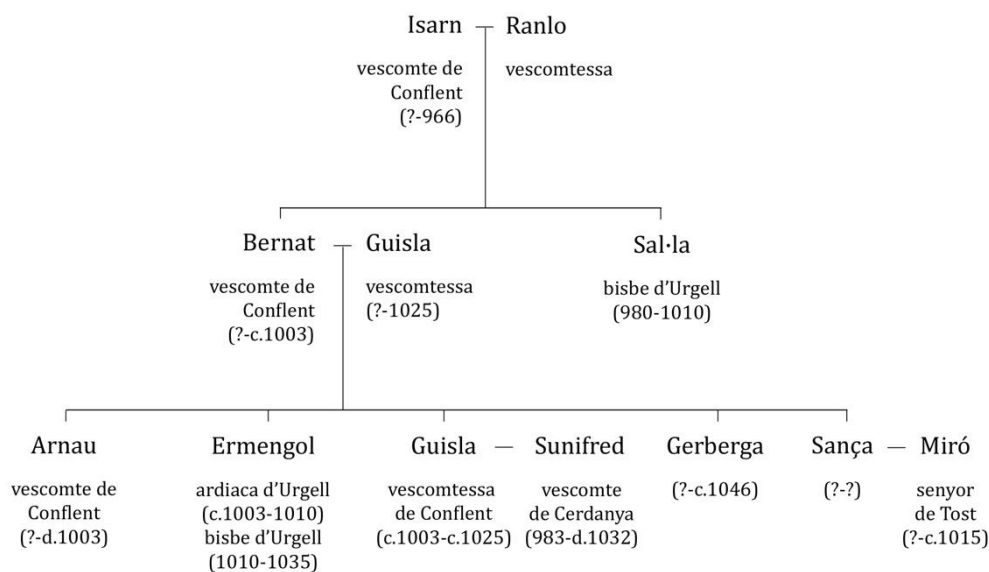 Isarn — Ranlo
vescomte de
Conflent
(?-966)
vescomtessa
Bernat — Guisla
vescomte de
Conflent
(?-c.1003)
vescomtessa
(?-1025)
Sal·la
bisbe d'Urgell
(980-1010)
Arnau
vescomte de
Conflent
(?-d.1003)
Ermengol
ardiaca d'Urgell
(c.1003-1010)
bisbe d'Urgell
(1010-1035)
Guisla — Sunifred
vescomtessa
de Conflent
(c.1003-c.1025)
vescomte
de Cerdanya
(983-d.1032)
Gerberga
(?-c.1046)
Sança — Miró
(?-?)
senyor
de Tost
(?-c.1015)